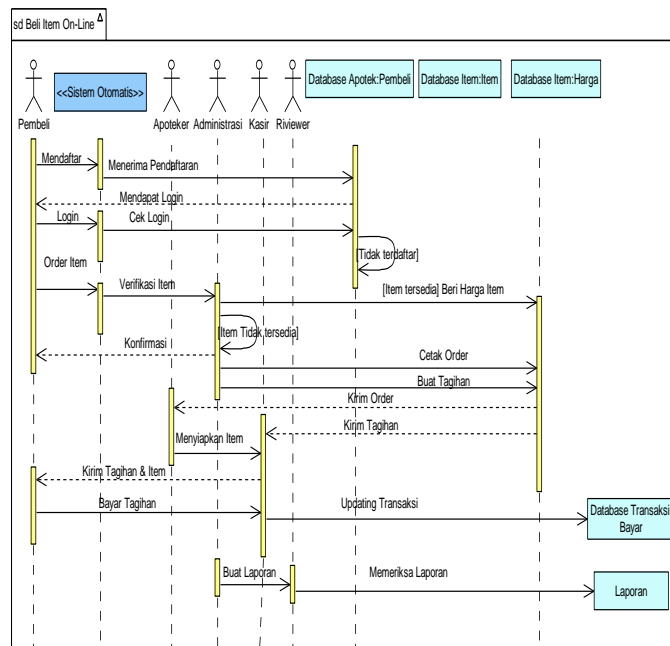 sd Beli Item On-Line
<<Sistem Otomatis>>
Database Apotek:Pembeli
Database Item:Item
Database Item:Harga
Pembeli
Apoteker
Administrasi
Kasir
Riviewer
Mendaftar
Menerima Pendaftaran
Mendapat Login
Login
Cek Login
[Tidak terdaftar]
Order Item
Verifikasi Item
[Item tersedia] Beri Harga Item
[Item Tidak tersedia]
Konfirmasi
Cetak Order
Buat Tagihan
Kirim Order
Kirim Tagihan
Menyiapkan Item
Kirim Tagihan & Item
Bayar Tagihan
Updating Transaksi
Database Transaksi
Bayar
Buat Laporan
Memeriksa Laporan
Laporan